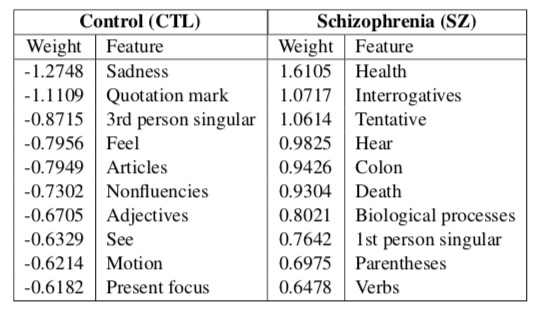 Control (CTL) Schizophrenia (SZ)
Weight Feature Weight Feature
-1.2748 Sadness 1.6105 Health
-1.1109 Quotation mark 1.0717 Interrogatives
-0.8715 3rd person singular 1.0614 Tentative
-0.7956 Feel 0.9825 Hear
-0.7949 Articles 0.9426 Colon
-0.7302 Nonfluencies 0.9304 Death
-0.6705 Adjectives 0.8021 Biological processes
-0.6329 See 0.7642 1st person singular
-0.6214 Motion 0.6975 Parentheses
-0.6182 Present focus 0.6478 Verbs